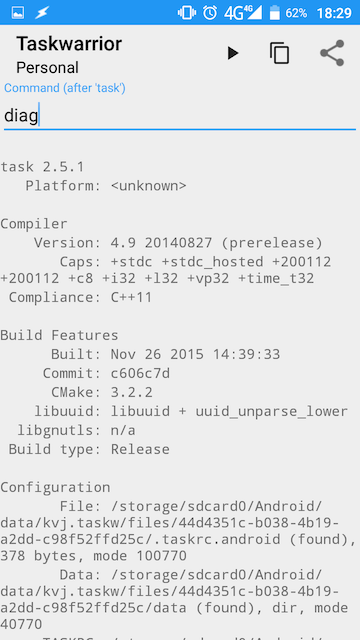 4G 4G 62% 18:29
Taskwarrior
Personal
Command (after 'task')
diag
task 2.5.1
Platform: <unknown>
Compiler
Version: 4.9 20140827 (prerelease)
Caps: +stdc +stdc_hosted +200112
+200112 +c8 +i32 +l32 +vp32 +time_t32
Compliance: C++11
Build Features
Built: Nov 26 2015 14:39:33
Commit: c606c7d
CMake: 3.2.2
libuuid: libuuid + uuid_unparse_lower
libgnutls: n/a
Build type: Release
Configuration
File: /storage/sdcard0/Android/
data/kvj.taskw/files/44d4351c-b038-4b19-
a2dd-c98f52ffd25c/.taskrc.android (found),
378 bytes, mode 100770
Data: /storage/sdcard0/Android/
data/kvj.taskw/files/44d4351c-b038-4b19-
a2dd-c98f52ffd25c/data (found), dir, mode
40770